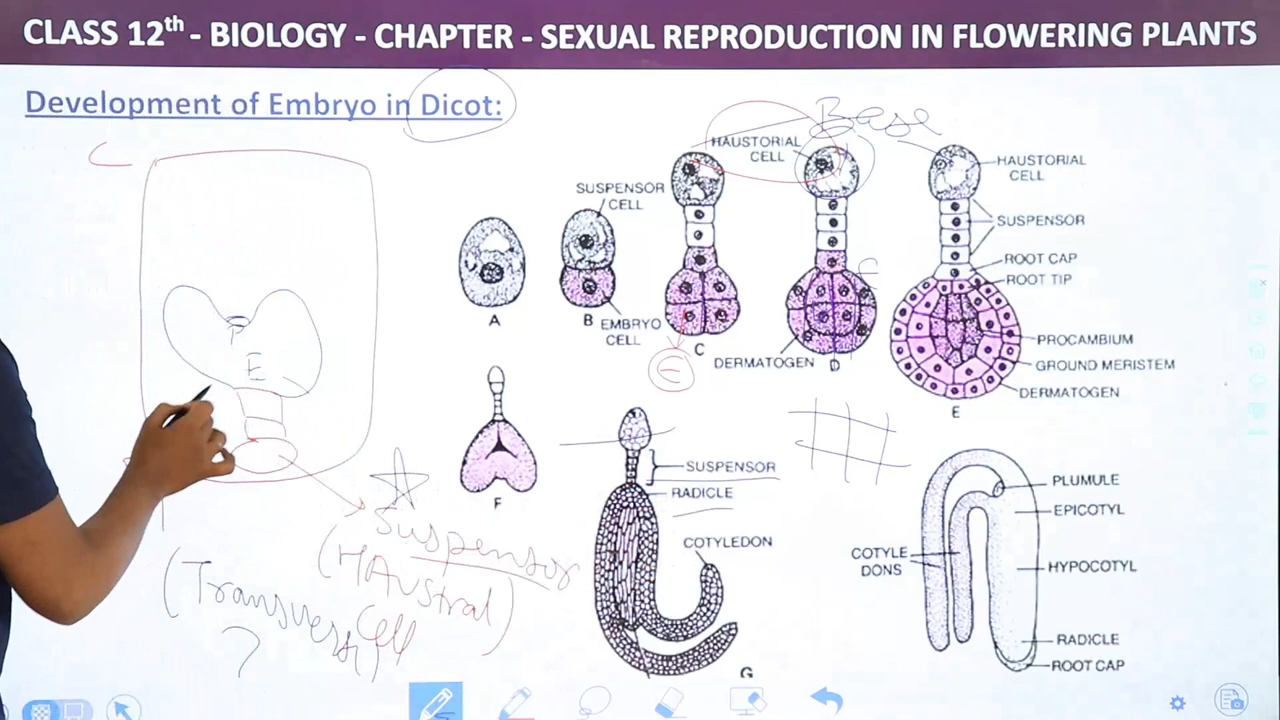 CLASS 12th - BIOLOGY - CHAPTER - SEXUAL REPRODUCTION IN FLOWERING PLANTS
Development of Embryo in Dicot:
Base
HAUSTORIAL
CELL
HAUSTORIAL
CELL
SUSPENSOR
CELL
SUSPENSOR
ROOT CAP
ROOT TIP
A
B
EMBRYO
CELL
C
DERMATOGEN
D
PROCAMBIUM
GROUND MERISTEM
DERMATOGEN
E
P
E
E
F
SUSPENSOR
RADICLE
COTYLEDON
G
PLUMULE
EPICOTYL
COTYLE
DONS
HYPOCOTYL
RADICLE
ROOT CAP
Suspensor
(HAustral
Cell)